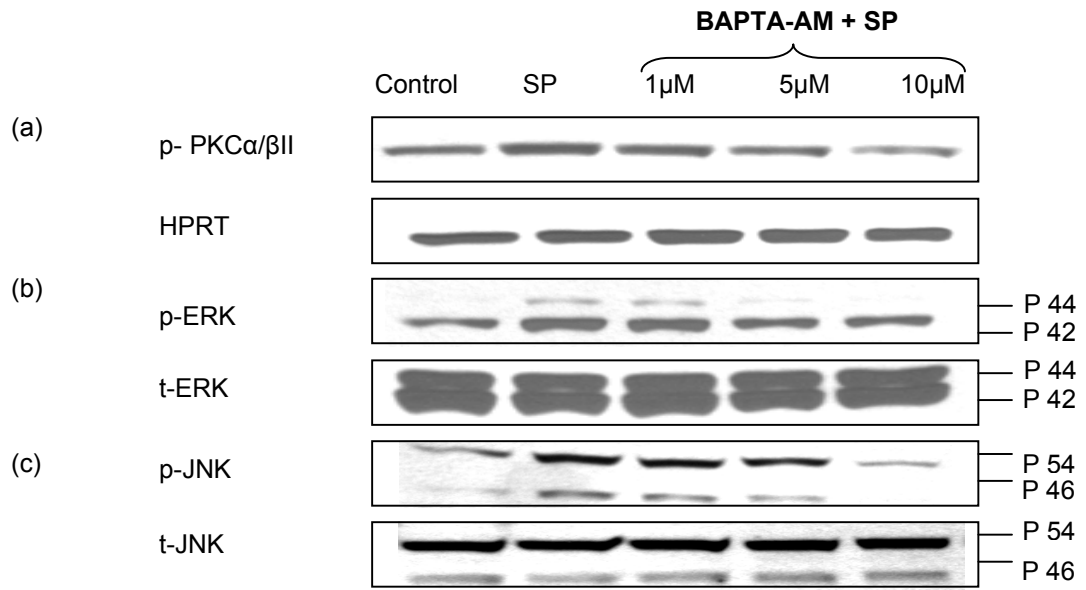 BAPTA-AM + SP
Control SP 1µM 5µM 10µM
(a)
p- PKCα/βII
HPRT
(b)
p-ERK
P 44
P 42
t-ERK
P 44
P 42
(c)
p-JNK
P 54
P 46
t-JNK
P 54
P 46